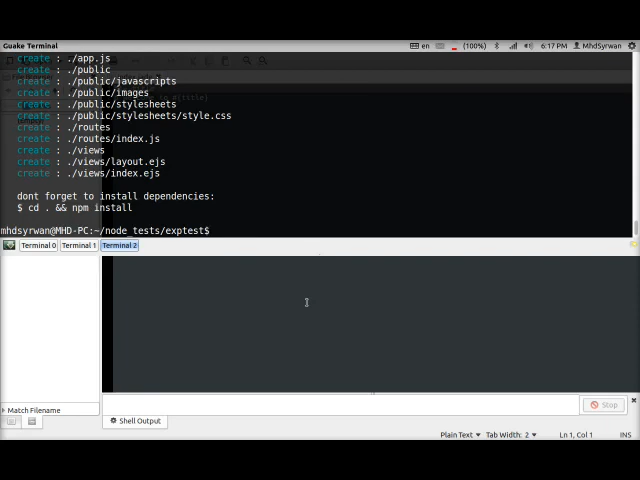 Guake Terminal en (100%) 6:17 PM MhdSyrwan
create : ./app.js
create : ./public
create : ./public/javascripts
create : ./public/images
create : ./public/stylesheets
create : ./public/stylesheets/style.css
create : ./routes
create : ./routes/index.js
create : ./views
create : ./views/layout.ejs
create : ./views/index.ejs
dont forget to install dependencies:
$ cd . && npm install
mhdsyrwan@MHD-PC:~/node_tests/exptest$
Terminal 0 Terminal 1 Terminal 2
Stop
Match Filename
Shell Output
Plain Text Tab Width: 2 Ln 1, Col 1 INS